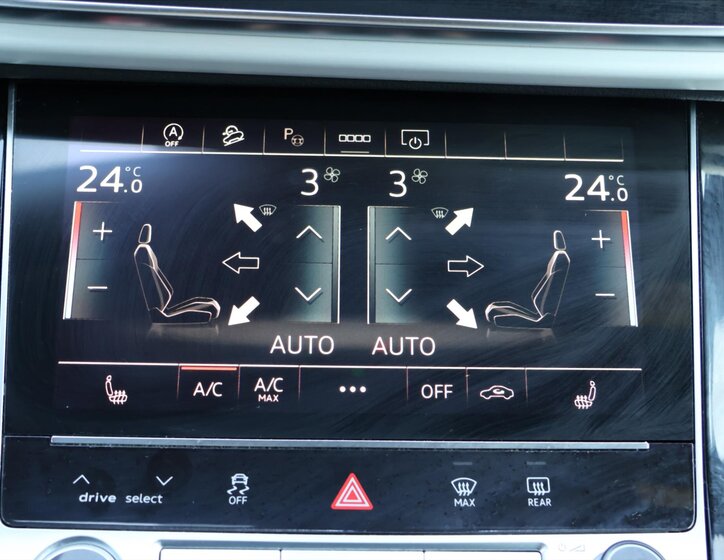 A
OFF
P
24.0 °C 3 3 24.0 °C
AUTO AUTO
A/C A/C MAX OFF
drive select OFF MAX REAR